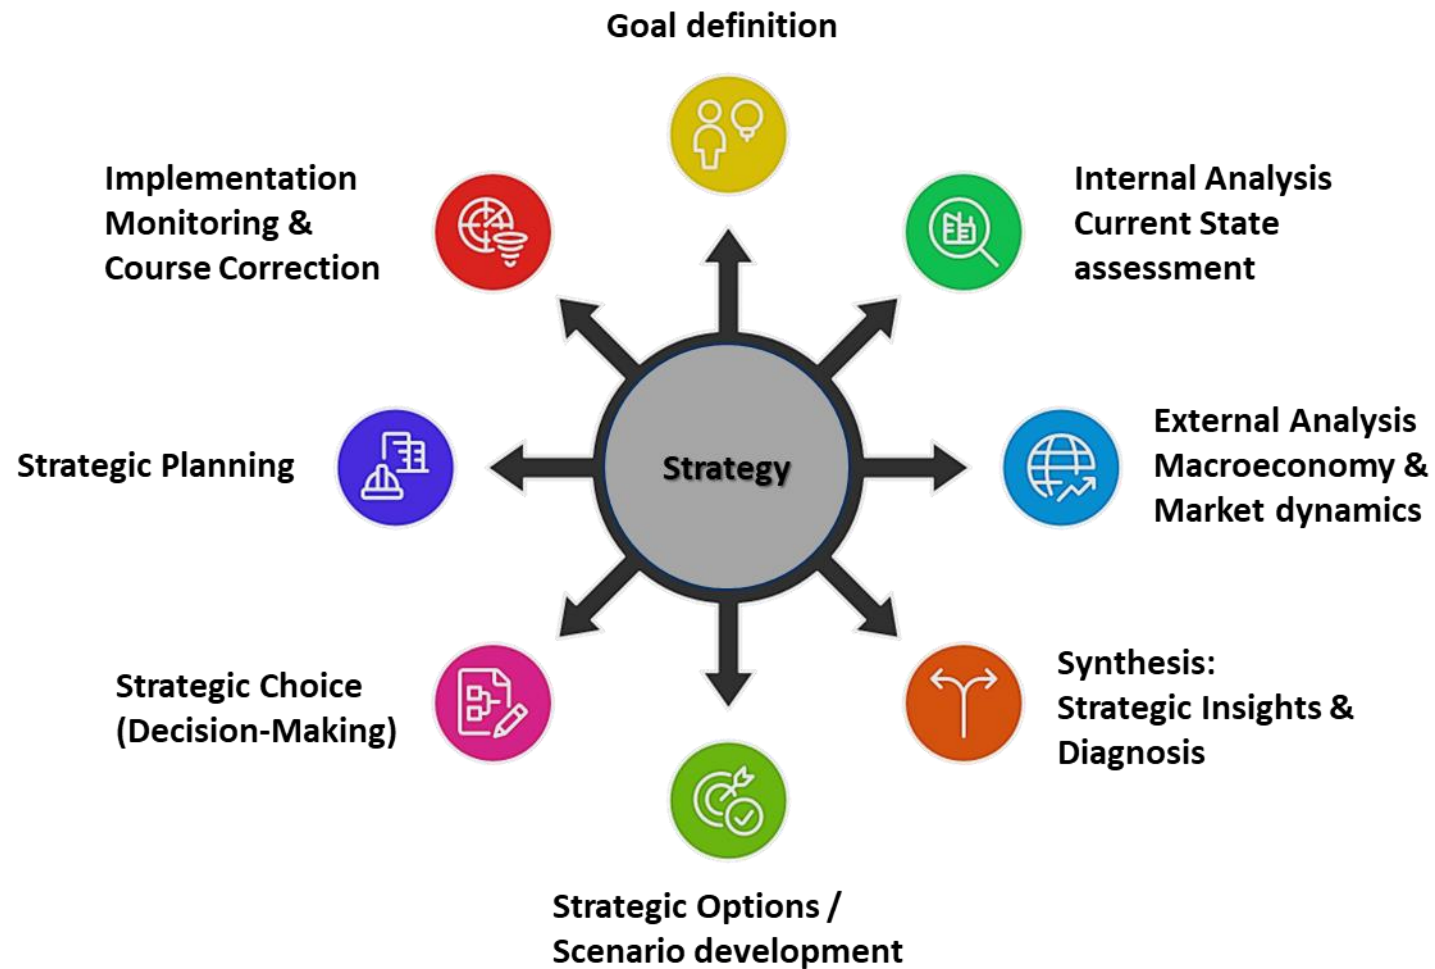 Goal definition
Internal Analysis
Current State
assessment
External Analysis
Macroeconomy &
Market dynamics
Synthesis:
Strategic Insights &
Diagnosis
Strategic Options /
Scenario development
Strategic Choice
(Decision-Making)
Strategic Planning
Implementation
Monitoring &
Course Correction
Strategy